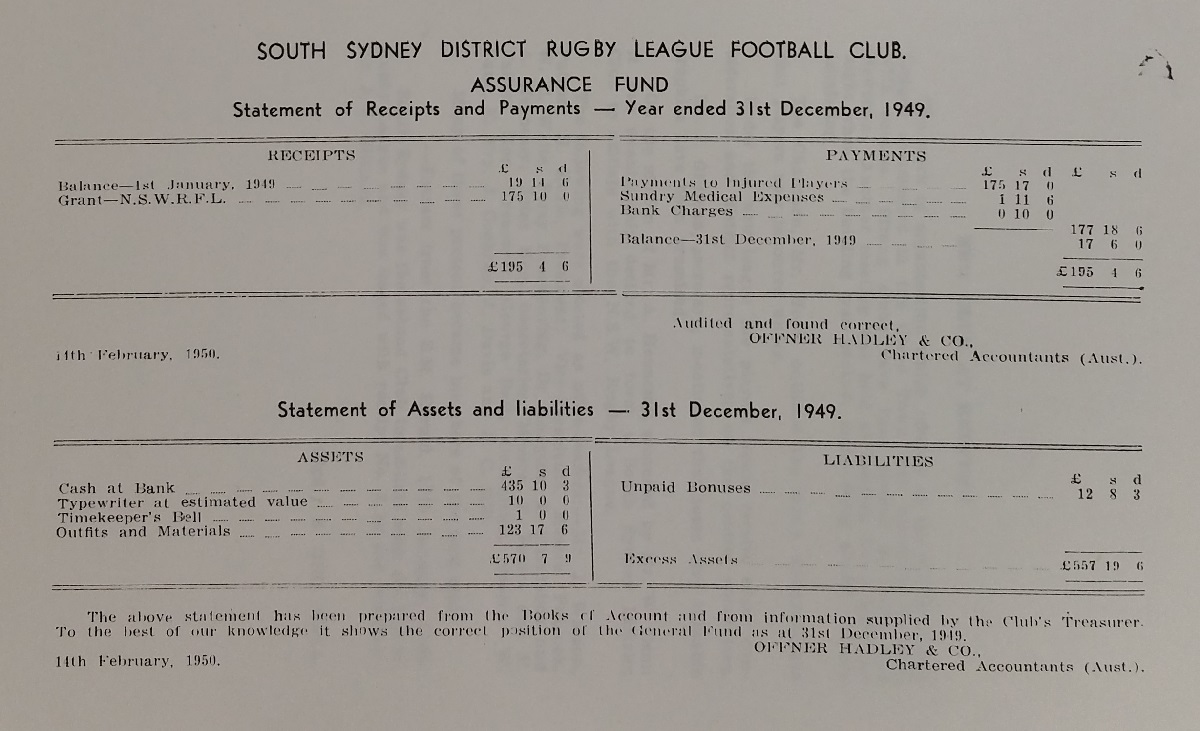 SOUTH SYDNEY DISTRICT RUGBY LEAGUE FOOTBALL CLUB.
ASSURANCE FUND
Statement of Receipts and Payments — Year ended 31st December, 1949.
RECEIPTS
£ s d
Balance—1st January, 1949 19 14 6
Grant—N.S.W.R.F.L. 175 10 0
£195 4 6
PAYMENTS
£ s d £ s d
Payments to Injured Players 175 17 0
Sundry Medical Expenses 1 11 6
Bank Charges 0 10 0
177 18 6
Balance—31st December, 1949 17 6 0
£195 4 6
Audited and found correct,
OFFNER HADLEY & CO.,
14th February, 1950. Chartered Accountants (Aust.).
Statement of Assets and liabilities — 31st December, 1949.
ASSETS
£ s d
Cash at Bank 435 10 3
Typewriter at estimated value 10 0 0
Timekeeper's Bell 1 0 0
Outfits and Materials 123 17 6
£570 7 9
LIABILITIES
£ s d
Unpaid Bonuses 12 8 3
Excess Assets £557 19 6
The above statement has been prepared from the Books of Account and from information supplied by the Club's Treasurer.
To the best of our knowledge it shows the correct position of the General Fund as at 31st December, 1949.
OFFNER HADLEY & CO.,
14th February, 1950. Chartered Accountants (Aust.).